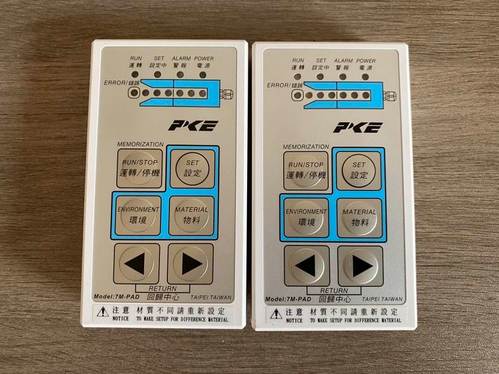 RUN SET ALARM POWER
運轉 設定中 警報 電源
ERROR/錯誤
PKE
MEMORIZATION
RUN/STOP
運轉/停機
SET
設定
ENVIRONMENT
環境
MATERIAL
物料
RETURN
Model:7M-PAD 回歸中心 TAIPEI.TAIWAN
注意 材質不同請重新設定
NOTICE TO MAKE SETUP FOR DIFFERENCE MATERIAL
RUN SET ALARM POWER
運轉 設定中 警報 電源
ERROR/錯誤
PKE
MEMORIZATION
RUN/STOP
運轉/停機
SET
設定
ENVIRONMENT
環境
MATERIAL
物料
RETURN
Model:7M-PAD 回歸中心 TAIPEI.TAIWAN
注意 材質不同請重新設定
NOTICE TO MAKE SETUP FOR DIFFERENCE MATERIAL